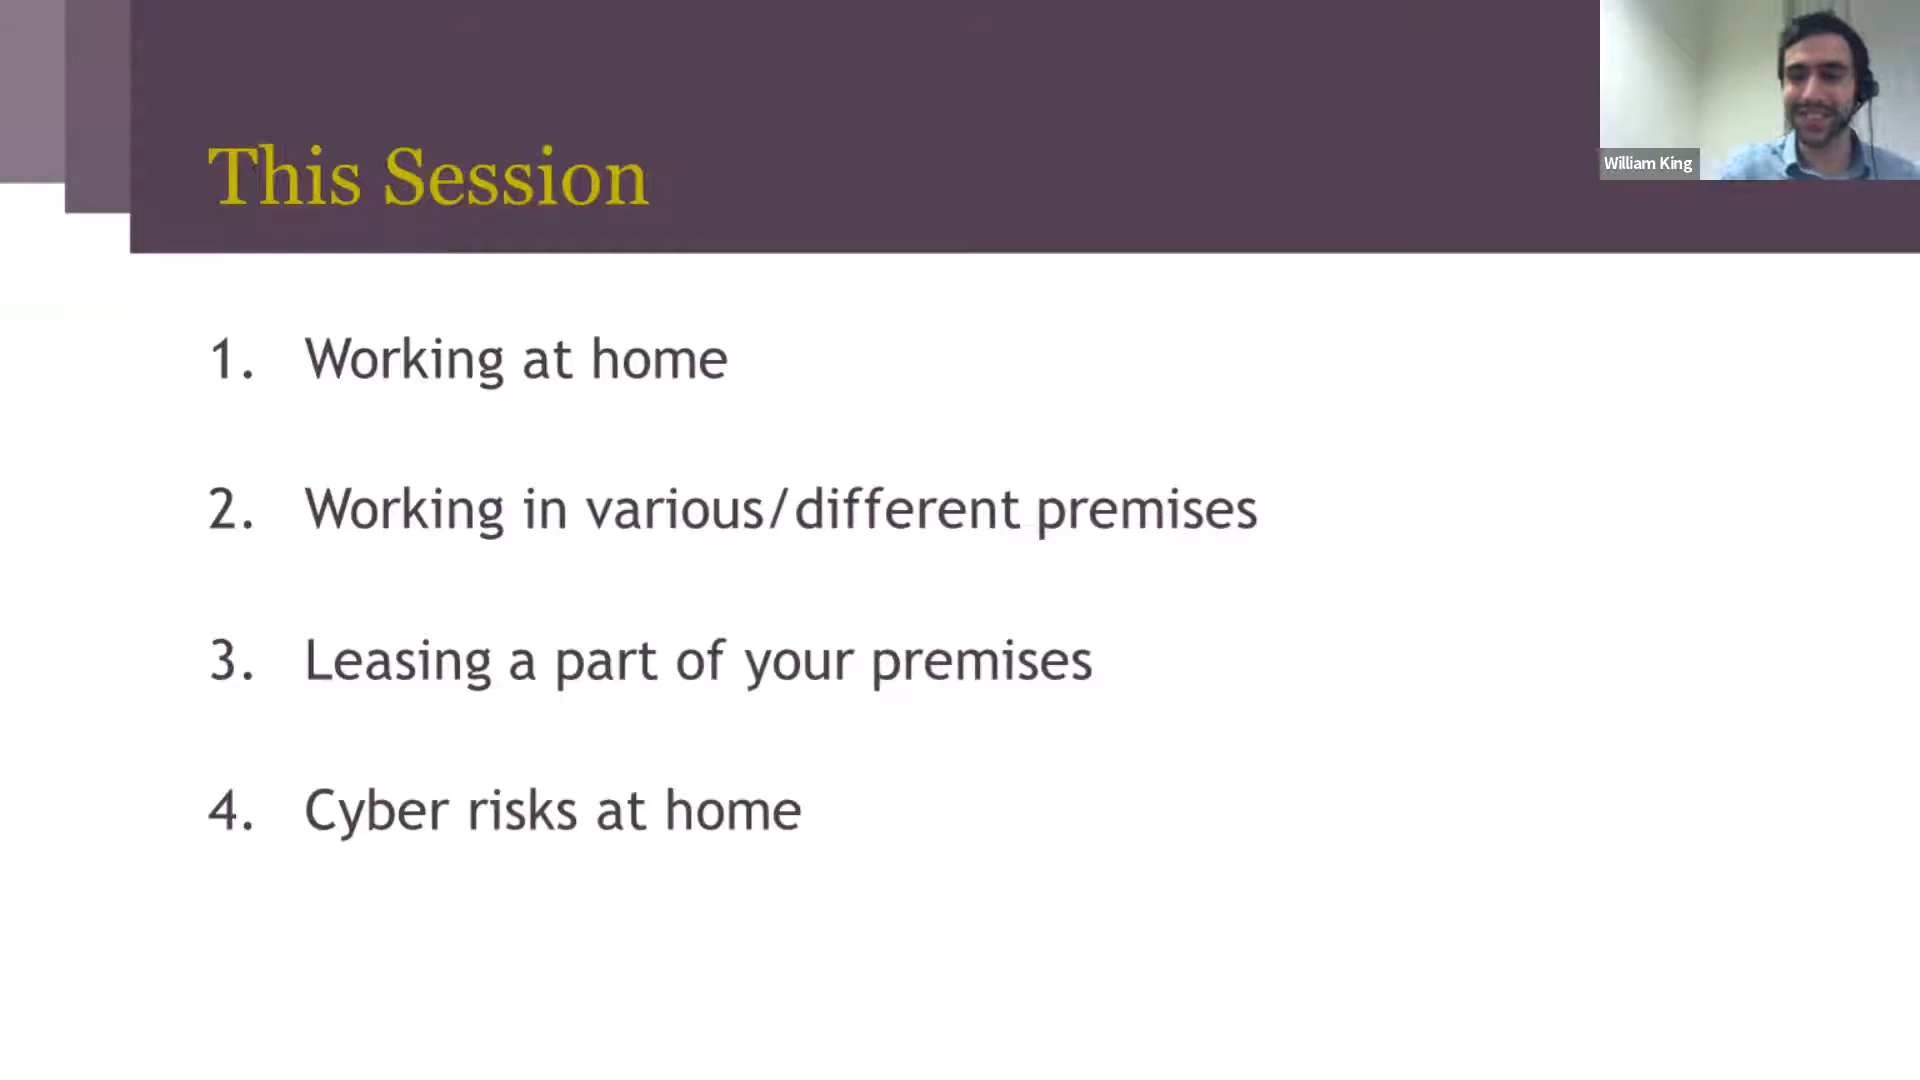 This Session
William King
1. Working at home
2. Working in various/different premises
3. Leasing a part of your premises
4. Cyber risks at home